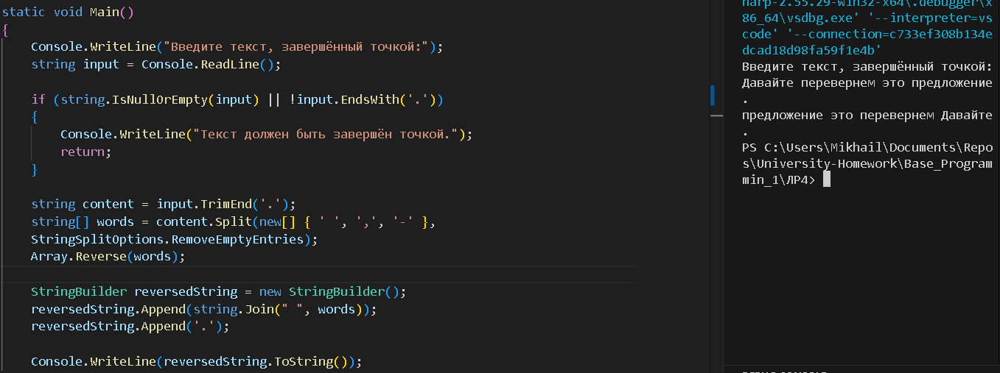 static void Main()
{
Console.WriteLine("Введите текст, завершённый точкой:");
string input = Console.ReadLine();
if (string.IsNullOrEmpty(input) || !input.EndsWith('.'))
{
Console.WriteLine("Текст должен быть завершён точкой.");
return;
}
string content = input.TrimEnd('.');
string[] words = content.Split(new[] { ' ', ',', '-' },
StringSplitOptions.RemoveEmptyEntries);
Array.Reverse(words);
StringBuilder reversedString = new StringBuilder();
reversedString.Append(string.Join(" ", words));
reversedString.Append('.');
Console.WriteLine(reversedString.ToString());
harp-2.55.29-win32-x64\.debugger\x
86_64\vsdbg.exe' '--interpreter=vs
code' '--connection=c733ef308b134e
dcad18d98fa59f1e4b'
Введите текст, завершённый точкой:
Давайте перевернем это предложение
.
предложение это перевернем Давайте
.
PS C:\Users\Mikhail\Documents\Repo
s\University-Homework\Base_Program
min_1\ЛР4>